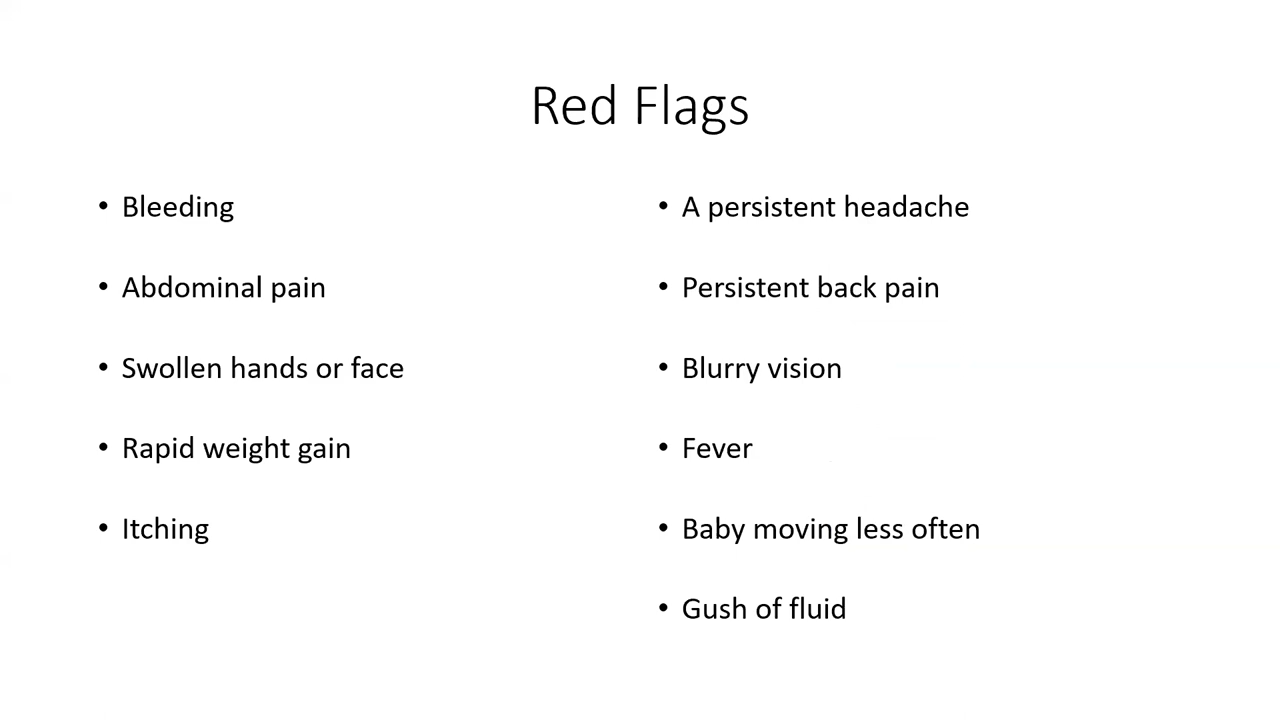 Red Flags
• Bleeding
• Abdominal pain
• Swollen hands or face
• Rapid weight gain
• Itching
• A persistent headache
• Persistent back pain
• Blurry vision
• Fever
• Baby moving less often
• Gush of fluid